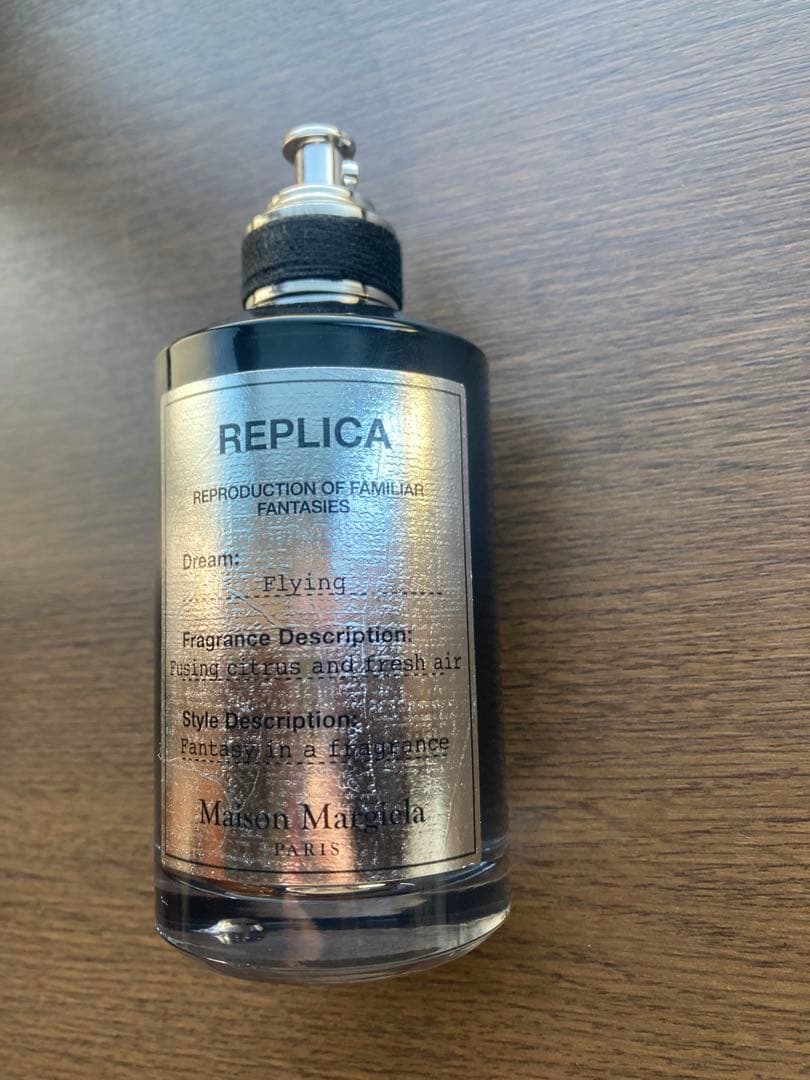 REPLICA
REPRODUCTION OF FAMILIAR
FANTASIES
Dream:
Flying
Fragrance Description:
Fusing citrus and fresh air
Style Description:
Fantasy in a fragrance
Maison Margiela
PARIS